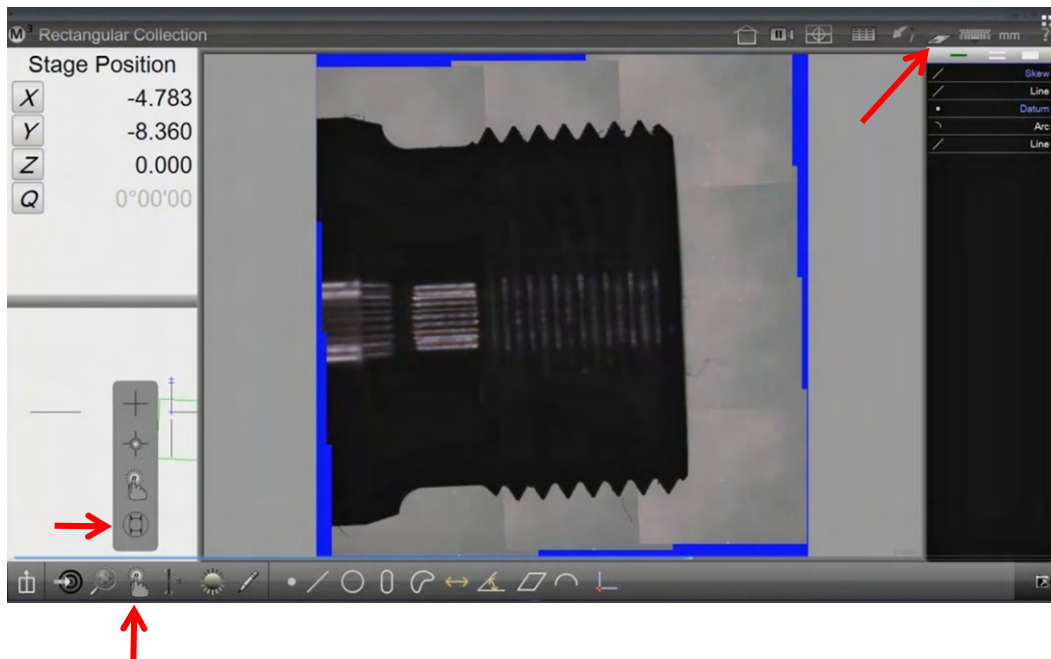 M³ Rectangular Collection
mm
?
Stage Position
X -4.783
Y -8.360
Z 0.000
Q 0°00'00
Skew
Line
Datum
Arc
Line